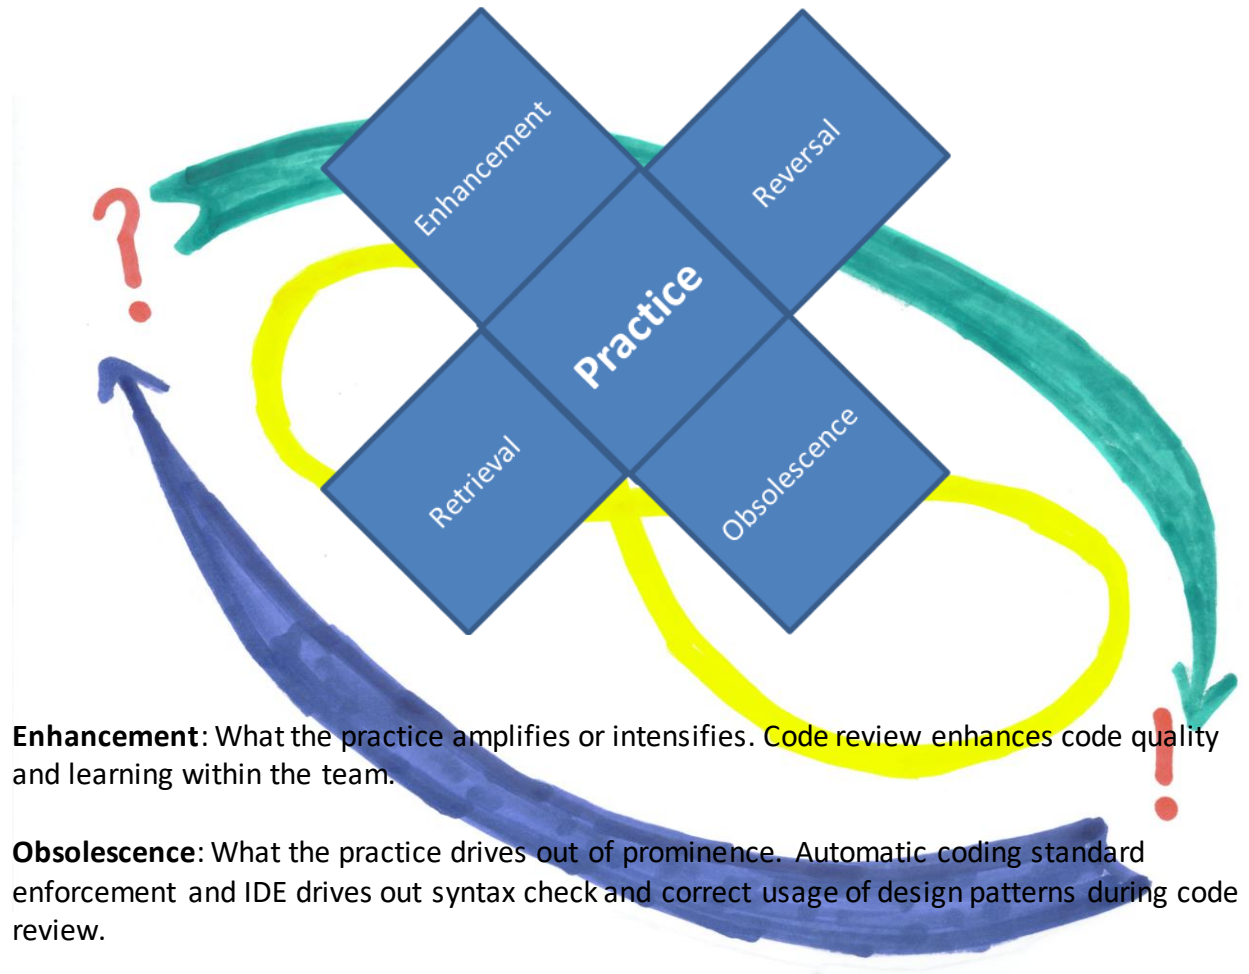 Enhancement
Reversal
Practice
Retrieval
Obsolescence
?
!
Enhancement: What the practice amplifies or intensifies. Code review enhances code quality
and learning within the team.
Obsolescence: What the practice drives out of prominence. Automatic coding standard
enforcement and IDE drives out syntax check and correct usage of design patterns during code
review.